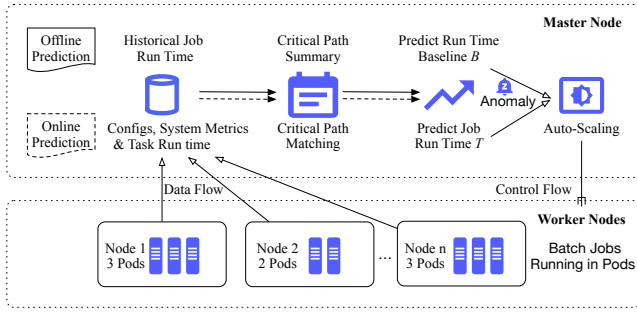 Master Node
Offline
Prediction
Historical Job
Run Time
Critical Path
Summary
Predict Run Time
Baseline B
z
Anomaly
Online
Prediction
Configs, System Metrics
& Task Run time
Critical Path
Matching
Predict Job
Run Time T
Auto-Scaling
Data Flow
Control Flow
Worker Nodes
Node 1
3 Pods
Node 2
2 Pods
...
Node n
3 Pods
Batch Jobs
Running in Pods